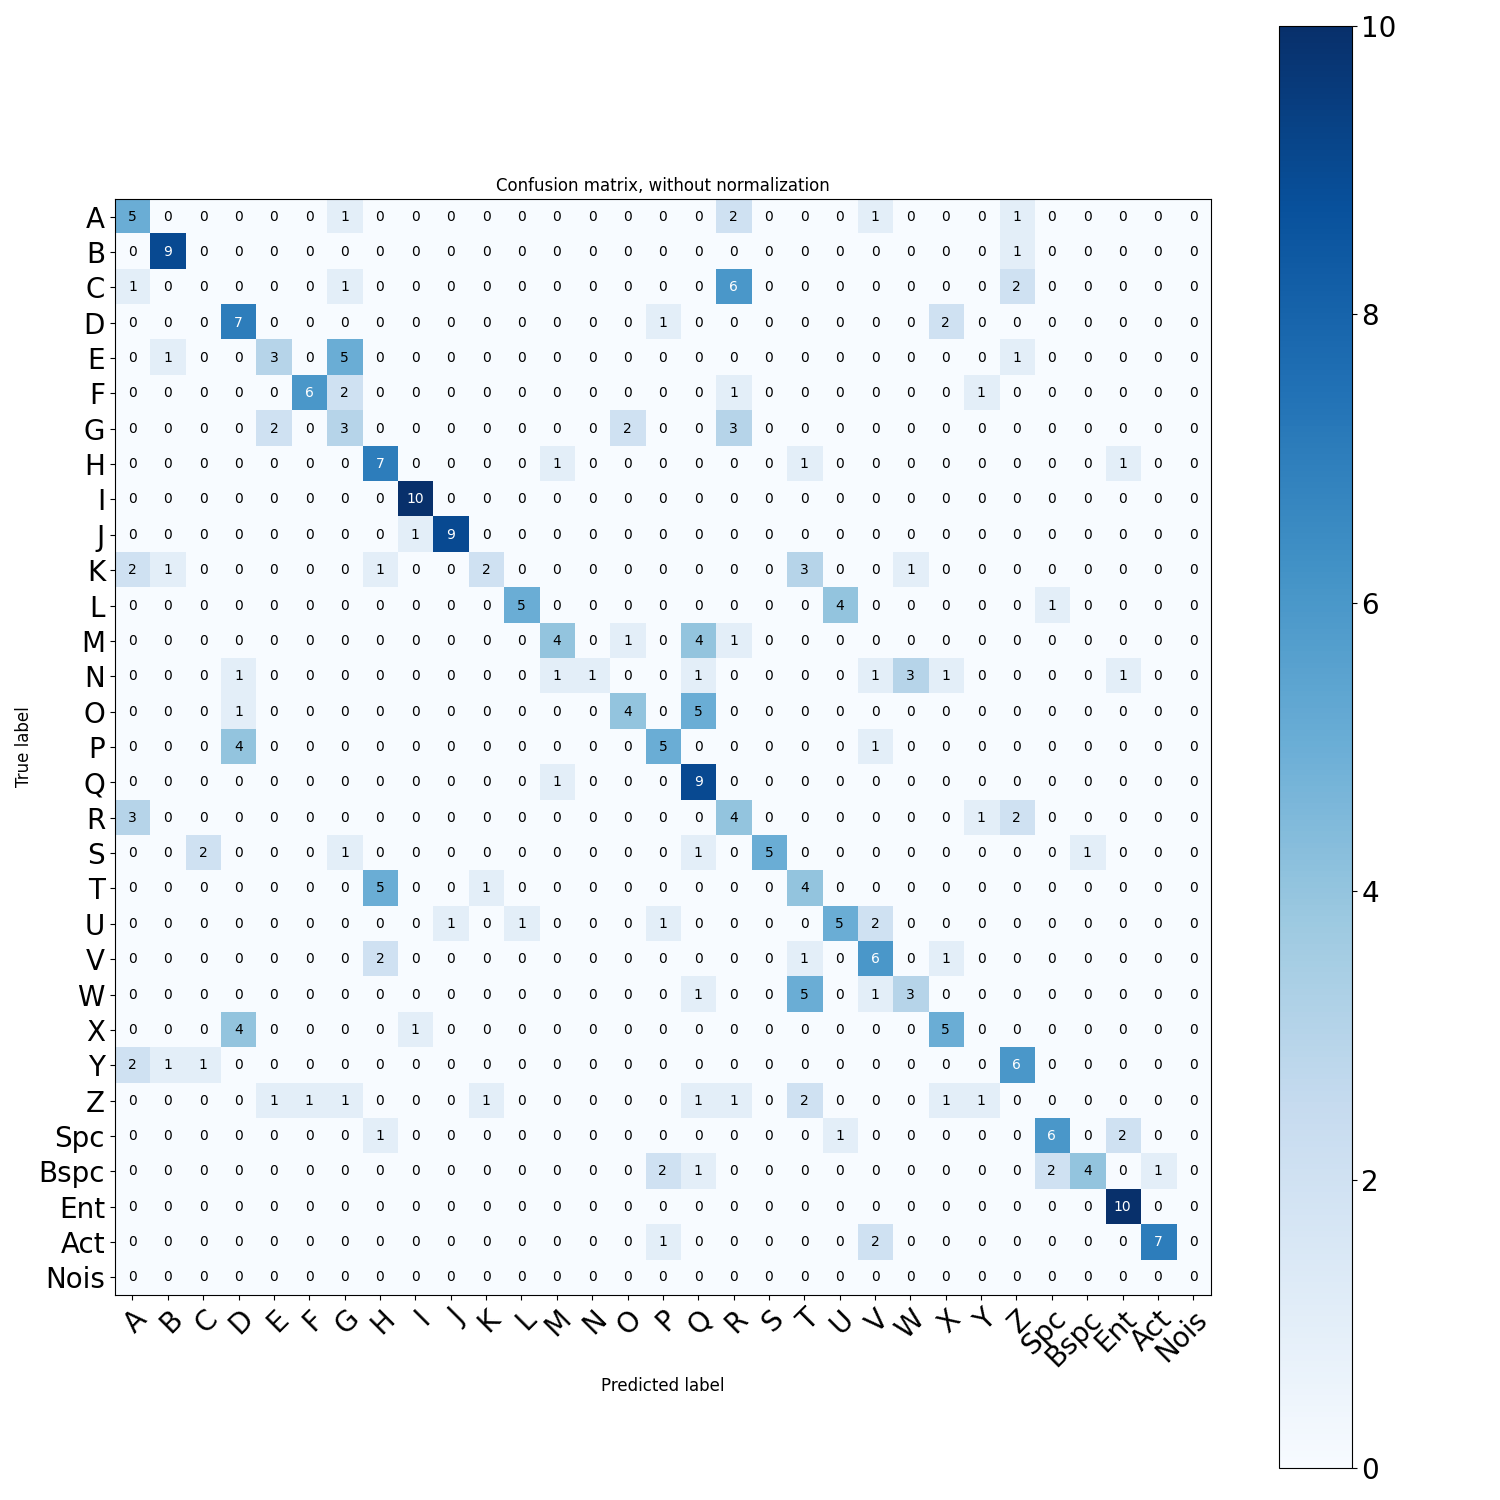 10
Confusion matrix, without normalization
A 5 0 0 0 0 0 1 0 0 0 0 0 0 0 0 0 0 2 0 0 0 1 0 0 0 1 0 0 0 0 0
B 0 9 0 0 0 0 0 0 0 0 0 0 0 0 0 0 0 0 0 0 0 0 0 0 0 1 0 0 0 0 0
C 1 0 0 0 0 0 1 0 0 0 0 0 0 0 0 0 0 6 0 0 0 0 0 0 0 2 0 0 0 0 0
8
D 0 0 0 7 0 0 0 0 0 0 0 0 0 0 0 1 0 0 0 0 0 0 0 2 0 0 0 0 0 0 0
E 0 1 0 0 3 0 5 0 0 0 0 0 0 0 0 0 0 0 0 0 0 0 0 0 0 1 0 0 0 0 0
F 0 0 0 0 0 6 2 0 0 0 0 0 0 0 0 0 0 1 0 0 0 0 0 0 1 0 0 0 0 0 0
G 0 0 0 0 2 0 3 0 0 0 0 0 0 0 2 0 0 3 0 0 0 0 0 0 0 0 0 0 0 0 0
H 0 0 0 0 0 0 0 7 0 0 0 0 1 0 0 0 0 0 0 1 0 0 0 0 0 0 0 0 1 0 0
I 0 0 0 0 0 0 0 0 10 0 0 0 0 0 0 0 0 0 0 0 0 0 0 0 0 0 0 0 0 0 0
J 0 0 0 0 0 0 0 0 1 9 0 0 0 0 0 0 0 0 0 0 0 0 0 0 0 0 0 0 0 0 0
K 2 1 0 0 0 0 0 1 0 0 2 0 0 0 0 0 0 0 0 3 0 0 1 0 0 0 0 0 0 0 0
L 0 0 0 0 0 0 0 0 0 0 0 5 0 0 0 0 0 0 0 0 4 0 0 0 0 0 1 0 0 0 0
6
M 0 0 0 0 0 0 0 0 0 0 0 0 4 0 1 0 4 1 0 0 0 0 0 0 0 0 0 0 0 0 0
N 0 0 0 1 0 0 0 0 0 0 0 0 1 1 0 0 1 0 0 0 0 1 3 1 0 0 0 0 1 0 0
O 0 0 0 1 0 0 0 0 0 0 0 0 0 0 4 0 5 0 0 0 0 0 0 0 0 0 0 0 0 0 0
True label
P 0 0 0 4 0 0 0 0 0 0 0 0 0 0 0 5 0 0 0 0 0 1 0 0 0 0 0 0 0 0 0
Q 0 0 0 0 0 0 0 0 0 0 0 0 1 0 0 0 9 0 0 0 0 0 0 0 0 0 0 0 0 0 0
R 3 0 0 0 0 0 0 0 0 0 0 0 0 0 0 0 0 4 0 0 0 0 0 0 1 2 0 0 0 0 0
S 0 0 2 0 0 0 1 0 0 0 0 0 0 0 0 0 1 0 5 0 0 0 0 0 0 0 0 1 0 0 0
T 0 0 0 0 0 0 0 5 0 0 1 0 0 0 0 0 0 0 0 4 0 0 0 0 0 0 0 0 0 0 0
4
U 0 0 0 0 0 0 0 0 0 1 0 1 0 0 0 1 0 0 0 0 5 2 0 0 0 0 0 0 0 0 0
V 0 0 0 0 0 0 0 2 0 0 0 0 0 0 0 0 0 0 0 1 0 6 0 1 0 0 0 0 0 0 0
W 0 0 0 0 0 0 0 0 0 0 0 0 0 0 0 0 1 0 0 5 0 1 3 0 0 0 0 0 0 0 0
X 0 0 0 4 0 0 0 0 1 0 0 0 0 0 0 0 0 0 0 0 0 0 0 5 0 0 0 0 0 0 0
Y 2 1 1 0 0 0 0 0 0 0 0 0 0 0 0 0 0 0 0 0 0 0 0 0 0 6 0 0 0 0 0
Z 0 0 0 0 1 1 1 0 0 0 1 0 0 0 0 0 1 1 0 2 0 0 0 1 1 0 0 0 0 0 0
Spc 0 0 0 0 0 0 0 1 0 0 0 0 0 0 0 0 0 0 0 0 1 0 0 0 0 0 6 0 2 0 0
Bspc 0 0 0 0 0 0 0 0 0 0 0 0 0 0 0 2 1 0 0 0 0 0 0 0 0 0 2 4 0 1 0
2
Ent 0 0 0 0 0 0 0 0 0 0 0 0 0 0 0 0 0 0 0 0 0 0 0 0 0 0 0 0 10 0 0
Act 0 0 0 0 0 0 0 0 0 0 0 0 0 0 0 1 0 0 0 0 0 2 0 0 0 0 0 0 0 7 0
Nois 0 0 0 0 0 0 0 0 0 0 0 0 0 0 0 0 0 0 0 0 0 0 0 0 0 0 0 0 0 0 0
A B C D E F G H I J K L M N O P Q R S T U V W X Y Z Spc Bspc Ent Act Nois
Predicted label
0